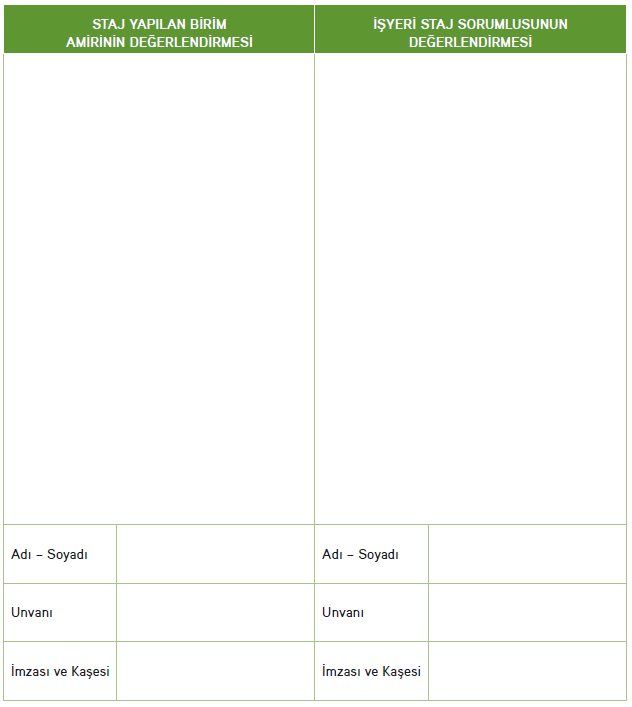 STAJ YAPILAN BİRİM
AMİRİNİN DEĞERLENDİRMESİ
İŞYERİ STAJ SORUMLUSUNUN
DEĞERLENDİRMESİ
Adı – Soyadı
Adı – Soyadı
Unvanı
Unvanı
İmzası ve Kaşesi
İmzası ve Kaşesi